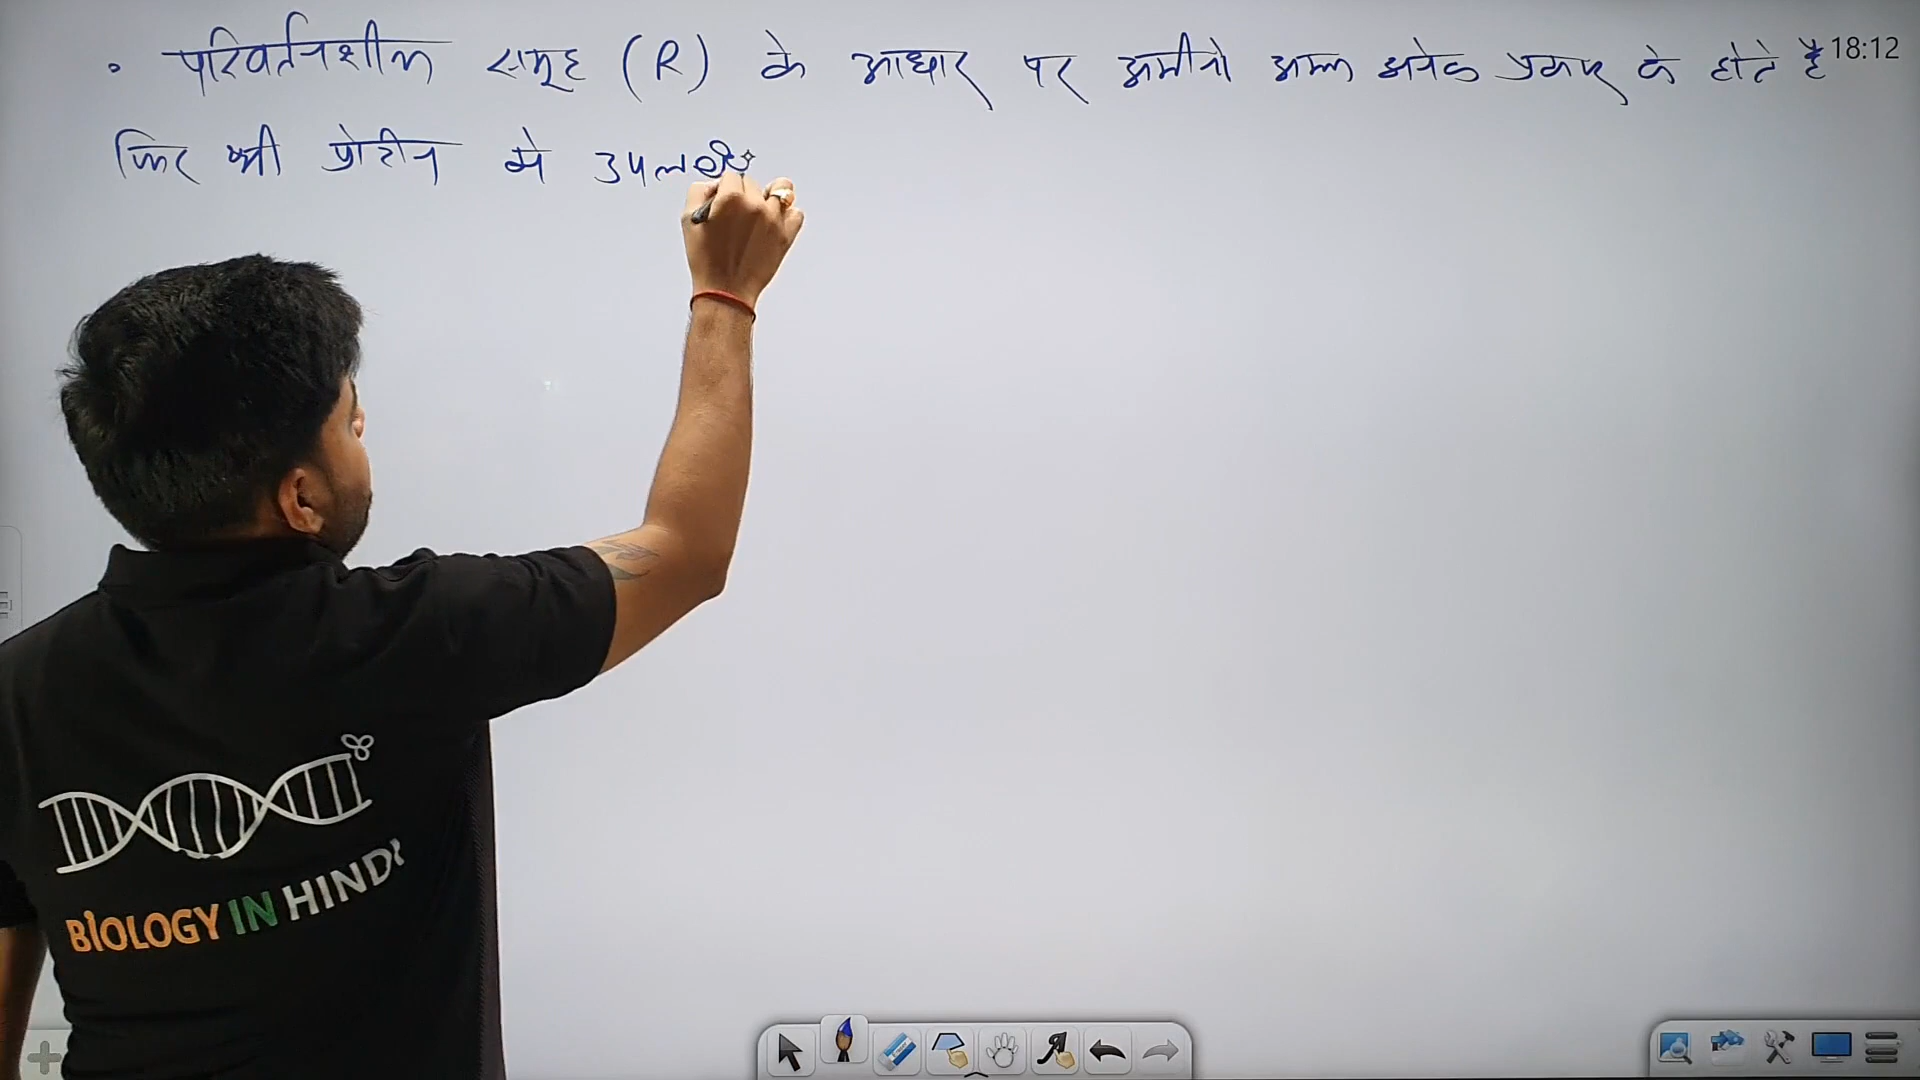 • परिवर्तनशील समूह (R) के आधार पर अमीनो अम्ल अनेक प्रकार के होते है
18:12
फिर भी प्रोटीन मे उपलब्ध
BIOLOGY IN HINDI